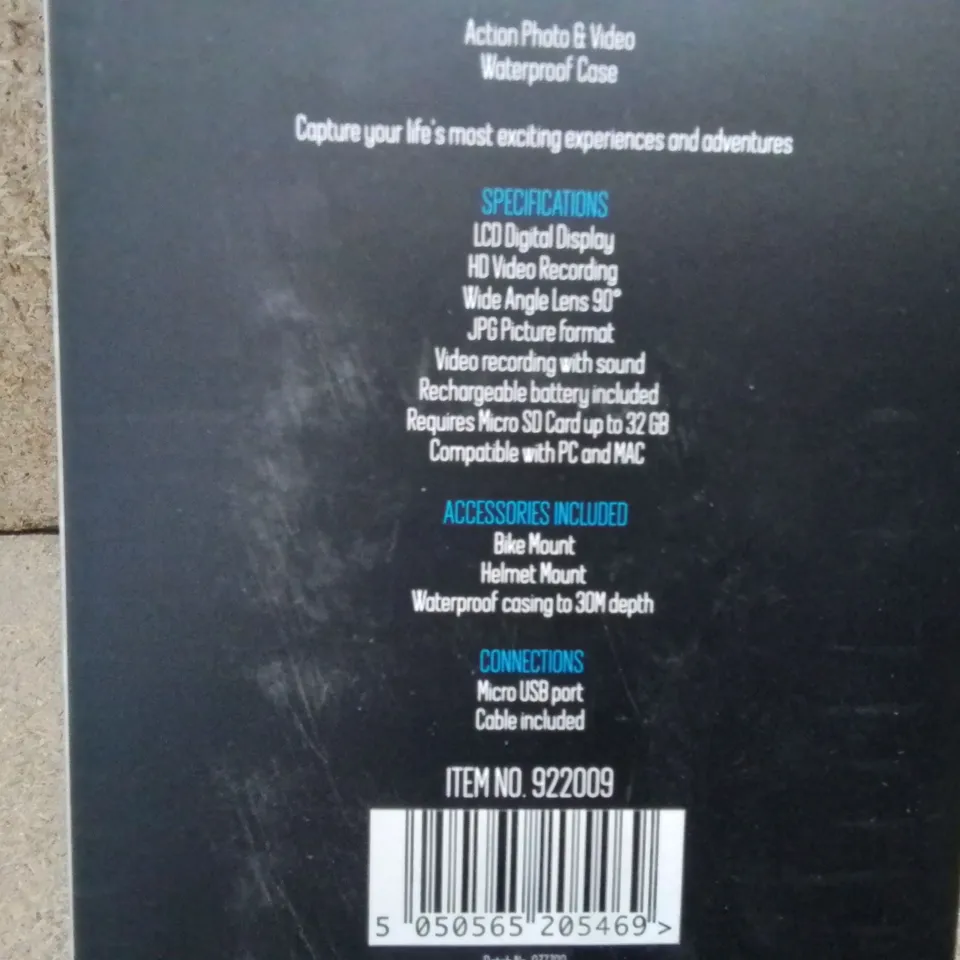 Action Photo & Video
Waterproof Case
Capture your life's most exciting experiences and adventures
SPECIFICATIONS
LCD Digital Display
HD Video Recording
Wide Angle Lens 90°
JPG Picture format
Video recording with sound
Rechargeable battery included
Requires Micro SD Card up to 32 GB
Compatible with PC and MAC
ACCESSORIES INCLUDED
Bike Mount
Helmet Mount
Waterproof casing to 30M depth
CONNECTIONS
Micro USB port
Cable included
ITEM NO. 922009
5 050565 205469 >